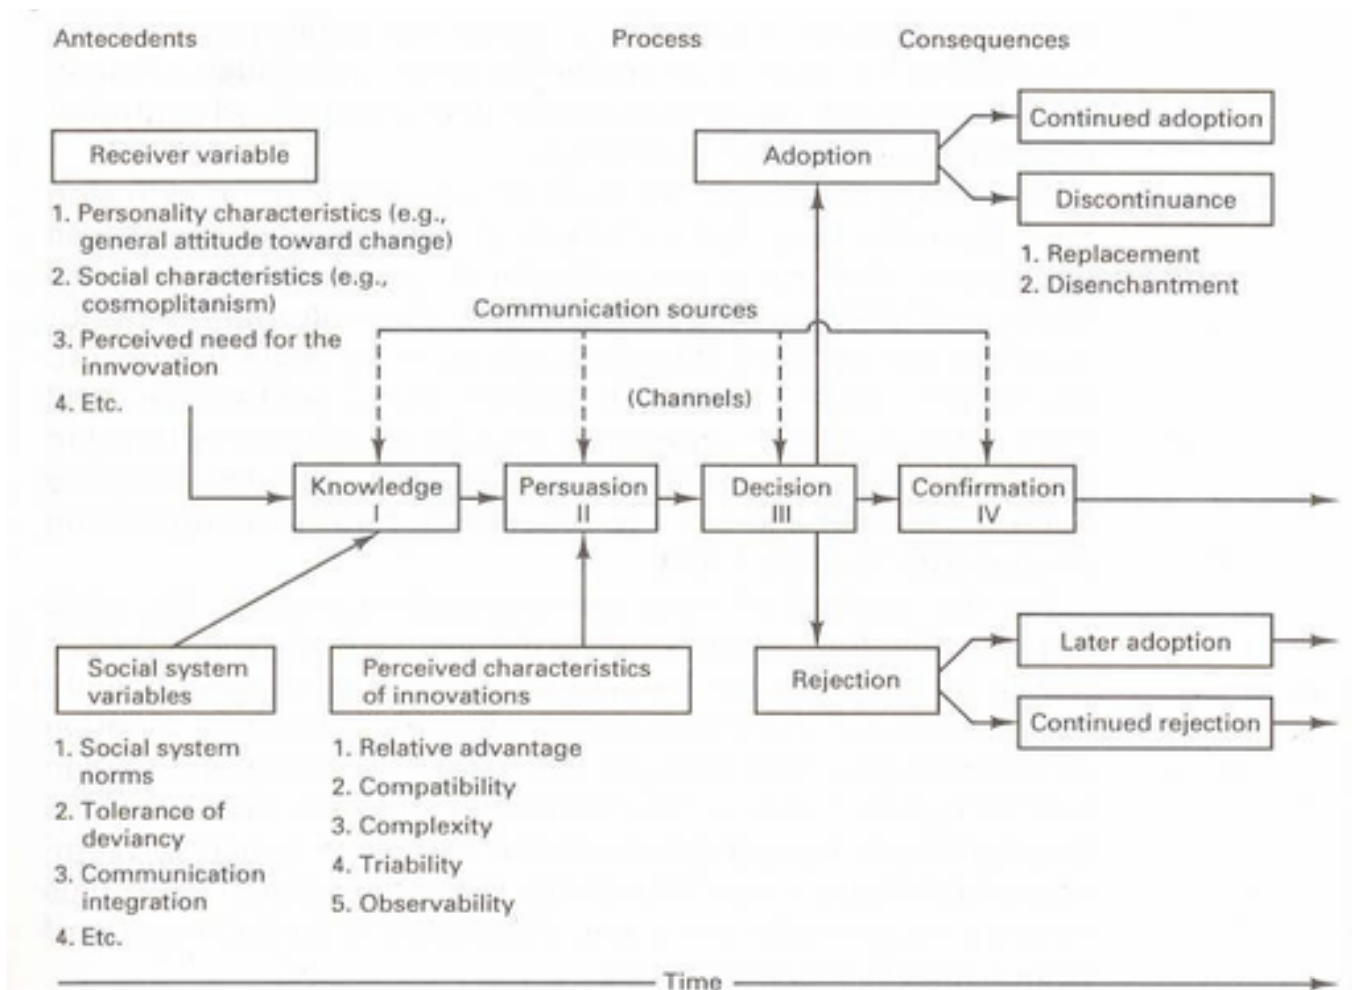 Antecedents
Process
Consequences
Receiver variable
1. Personality characteristics (e.g.,
general attitude toward change)
2. Social characteristics (e.g.,
cosmoplitanism)
3. Perceived need for the
innvovation
4. Etc.
Adoption
Continued adoption
Discontinuance
1. Replacement
2. Disenchantment
Communication sources
(Channels)
Knowledge
I
Persuasion
II
Decision
III
Confirmation
IV
Social system
variables
1. Social system
norms
2. Tolerance of
deviancy
3. Communication
integration
4. Etc.
Perceived characteristics
of innovations
1. Relative advantage
2. Compatibility
3. Complexity
4. Triability
5. Observability
Rejection
Later adoption
Continued rejection
Time